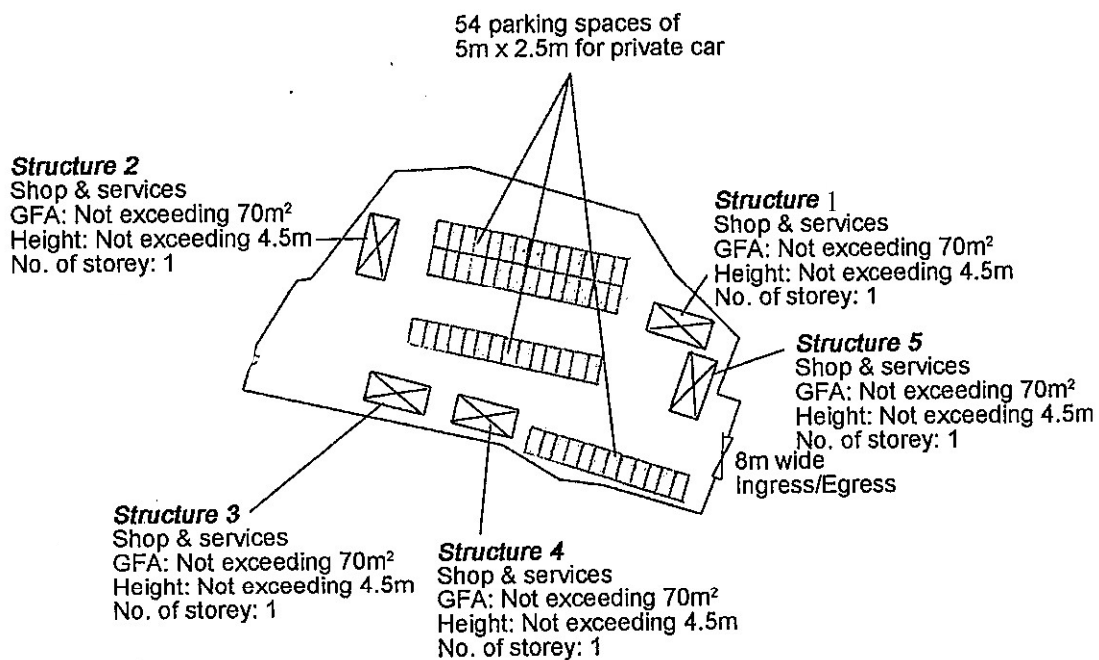 54 parking spaces of
5m x 2.5m for private car
Structure 2
Shop & services
GFA: Not exceeding 70m²
Height: Not exceeding 4.5m
No. of storey: 1
Structure 1
Shop & services
GFA: Not exceeding 70m²
Height: Not exceeding 4.5m
No. of storey: 1
Structure 5
Shop & services
GFA: Not exceeding 70m²
Height: Not exceeding 4.5m
No. of storey: 1
8m wide
Ingress/Egress
Structure 3
Shop & services
GFA: Not exceeding 70m²
Height: Not exceeding 4.5m
No. of storey: 1
Structure 4
Shop & services
GFA: Not exceeding 70m²
Height: Not exceeding 4.5m
No. of storey: 1